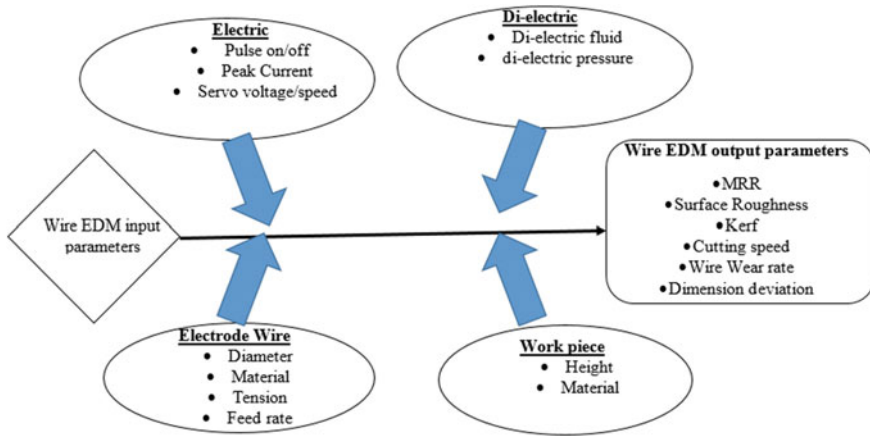 Electric
• Pulse on/off
• Peak Current
• Servo voltage/speed
Di-electric
• Di-electric fluid
• di-electric pressure
Wire EDM input
parameters
Wire EDM output parameters
• MRR
• Surface Roughness
• Kerf
• Cutting speed
• Wire Wear rate
• Dimension deviation
Electrode Wire
• Diameter
• Material
• Tension
• Feed rate
Work piece
• Height
• Material